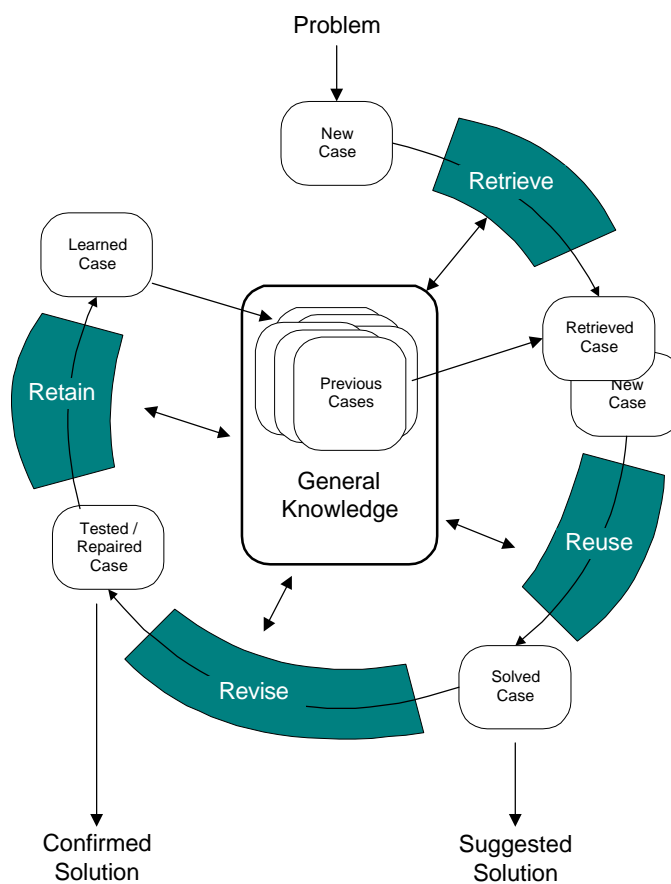 Problem
New
Case
Retrieve
Learned
Case
Retrieved
Case
New
Case
Previous
Cases
Retain
General
Knowledge
Tested /
Repaired
Case
Reuse
Solved
Case
Revise
Confirmed
Solution
Suggested
Solution